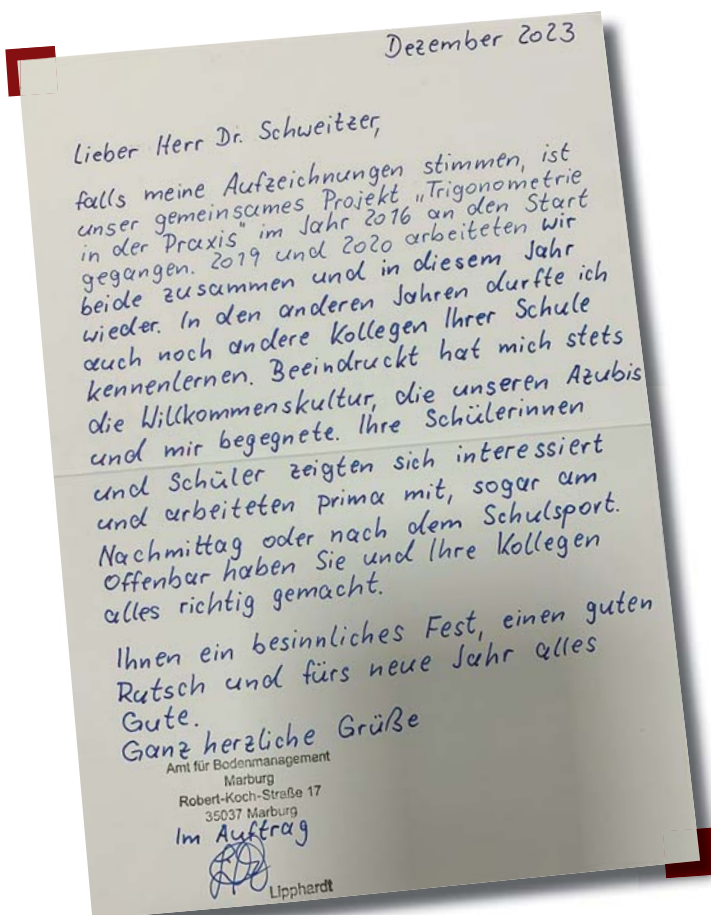 Dezember 2023
Lieber Herr Dr. Schweitzer,
falls meine Aufzeichnungen stimmen, ist
unser gemeinsames Projekt „Trigonometrie
in der Praxis" im Jahr 2016 an den Start
gegangen. 2019 und 2020 arbeiteten wir
beide zusammen und in diesem Jahr
wieder. In den anderen Jahren durfte ich
auch noch andere Kollegen Ihrer Schule
kennenlernen. Beeindruckt hat mich stets
die Willkommenskultur, die unseren Azubis
und mir begegnete. Ihre Schülerinnen
und Schüler zeigten sich interessiert
und arbeiteten prima mit, sogar am
Nachmittag oder nach dem Schulsport.
Offenbar haben Sie und Ihre Kollegen
alles richtig gemacht.
Ihnen ein besinnliches Fest, einen guten
Rutsch und fürs neue Jahr alles
Gute.
Ganz herzliche Grüße
Amt für Bodenmanagement
Marburg
Robert-Koch-Straße 17
35037 Marburg
Im Auftrag
Lipphardt